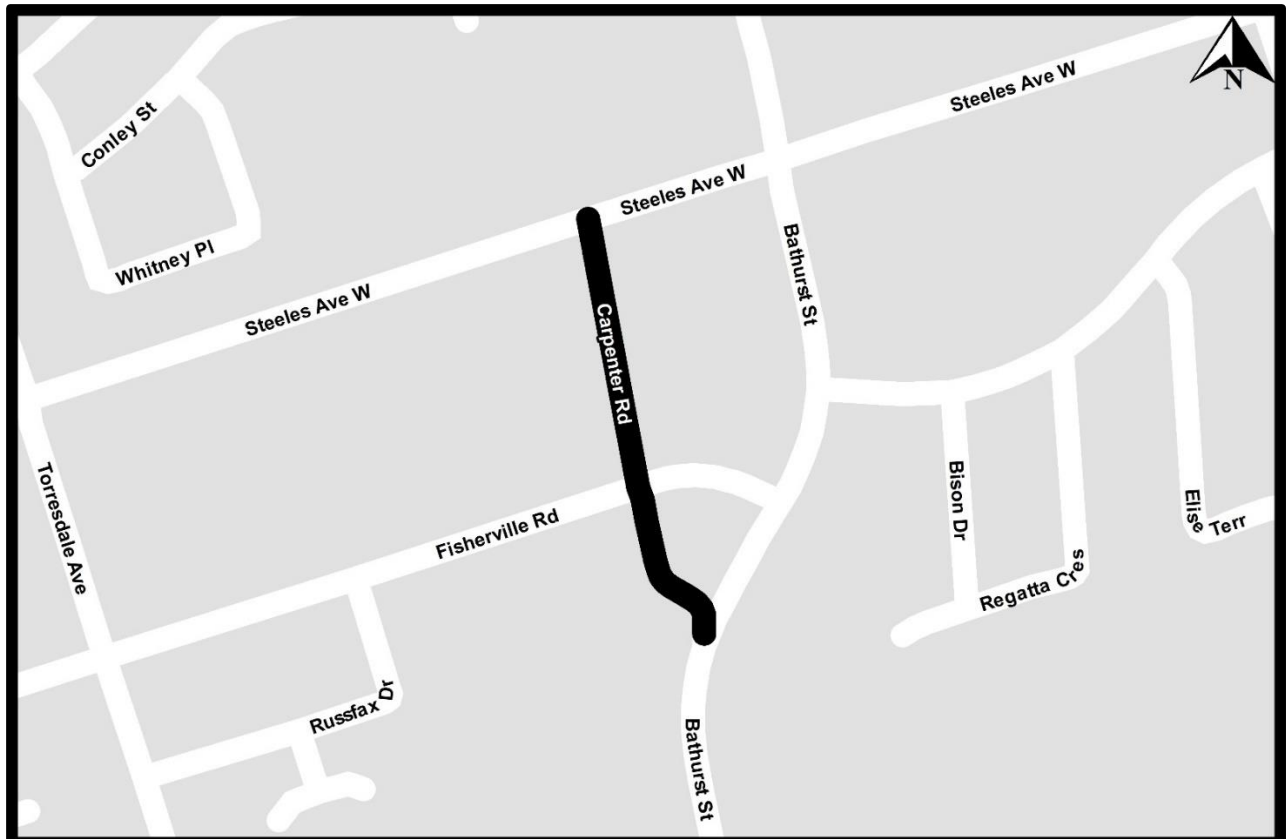 N
Steeles Ave W
Conley St
Steeles Ave W
Whitney Pl
Bathurst St
Steeles Ave W
Carpenter Rd
Torresdale Ave
Fisherville Rd
Bison Dr
Elise Terr
Regatta Cres
Russfax Dr
Bathurst St